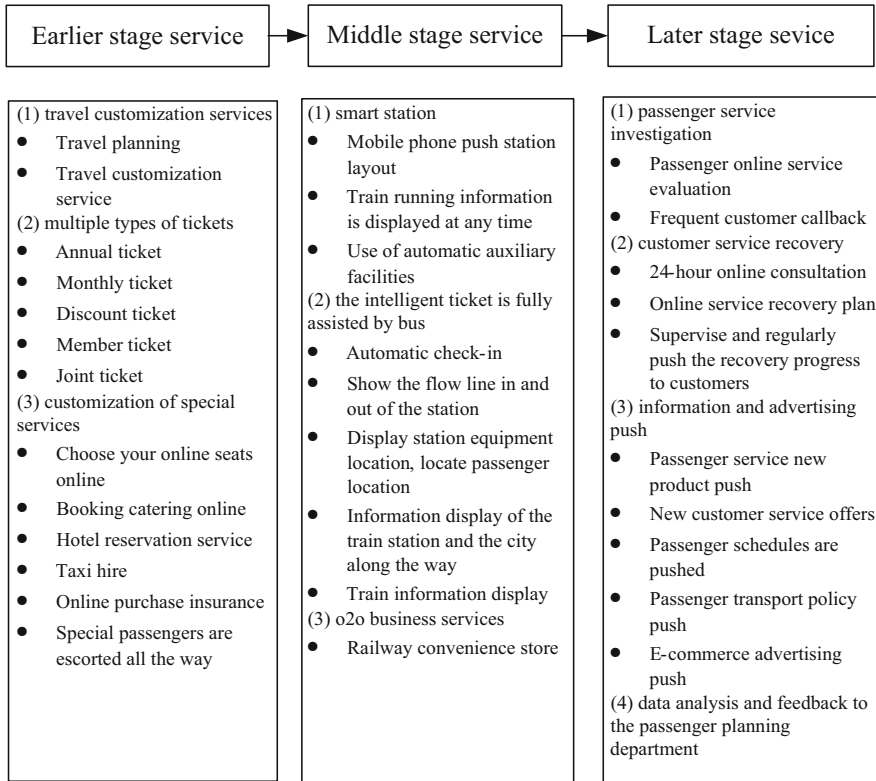 Earlier stage service
Middle stage service
Later stage sevice
(1) travel customization services
● Travel planning
● Travel customization
service
(2) multiple types of tickets
● Annual ticket
● Monthly ticket
● Discount ticket
● Member ticket
● Joint ticket
(3) customization of special
services
● Choose your online seats
online
● Booking catering online
● Hotel reservation service
● Taxi hire
● Online purchase insurance
● Special passengers are
escorted all the way
(1) smart station
● Mobile phone push station
layout
● Train running information
is displayed at any time
● Use of automatic auxiliary
facilities
(2) the intelligent ticket is fully
assisted by bus
● Automatic check-in
● Show the flow line in and
out of the station
● Display station equipment
location, locate passenger
location
● Information display of the
train station and the city
along the way
● Train information display
(3) o2o business services
● Railway convenience store
(1) passenger service
investigation
● Passenger online service
evaluation
● Frequent customer callback
(2) customer service recovery
● 24-hour online consultation
● Online service recovery plan
● Supervise and regularly
push the recovery progress
to customers
(3) information and advertising
push
● Passenger service new
product push
● New customer service offers
● Passenger schedules are
pushed
● Passenger transport policy
push
● E-commerce advertising
push
(4) data analysis and feedback to
the passenger planning
department